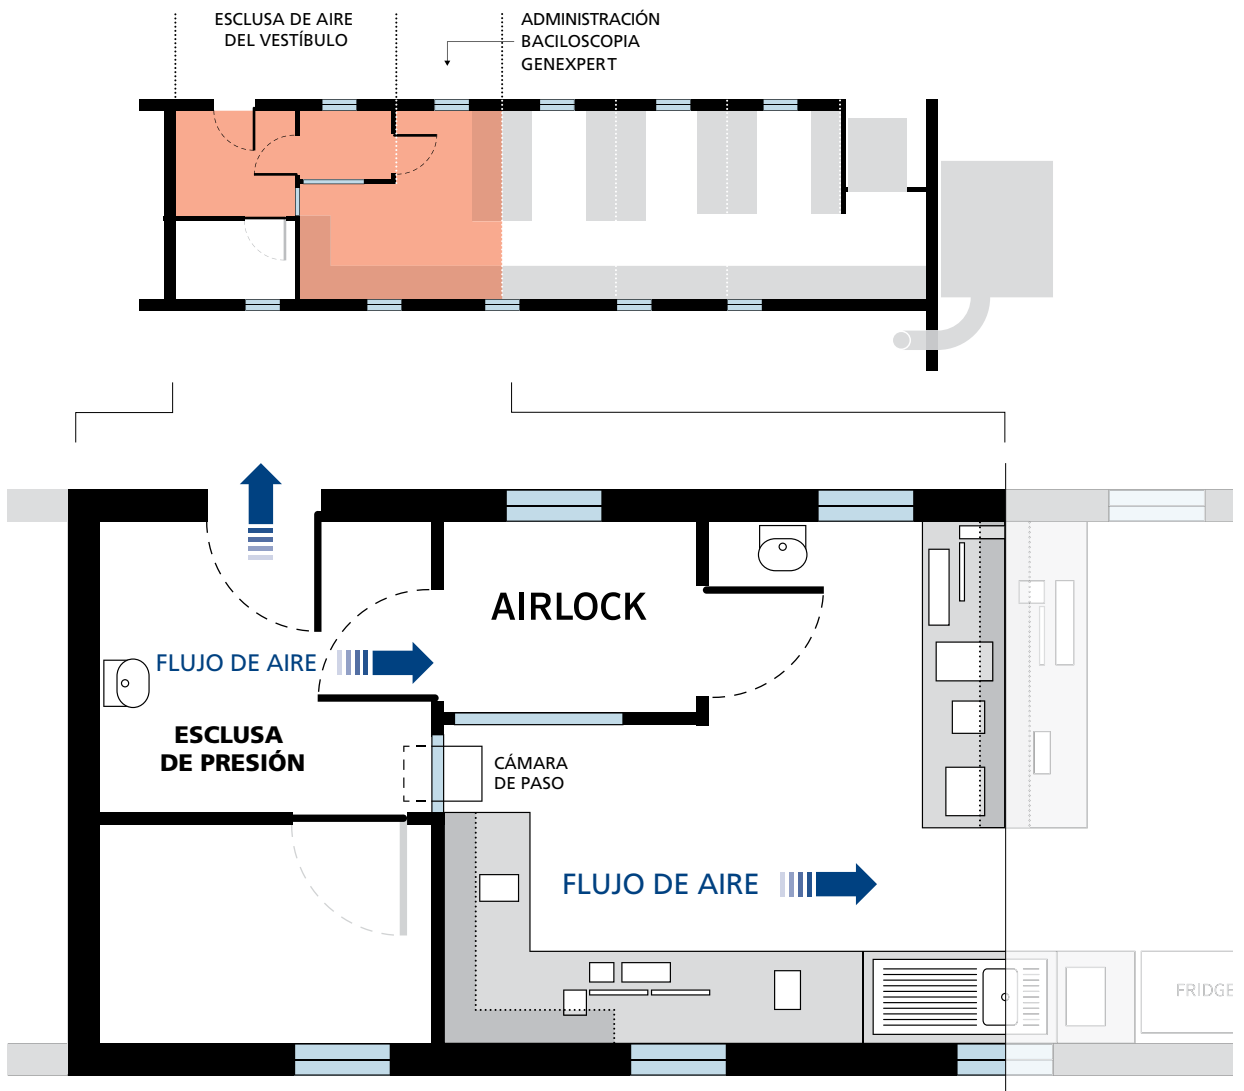 ESCLUSA DE AIRE
DEL VESTÍBULO
ADMINISTRACIÓN
BACILOSCOPIA
GENEXPERT
AIRLOCK
FLUJO DE AIRE
ESCLUSA
DE PRESIÓN
CÁMARA
DE PASO
FLUJO DE AIRE
FRIDGE